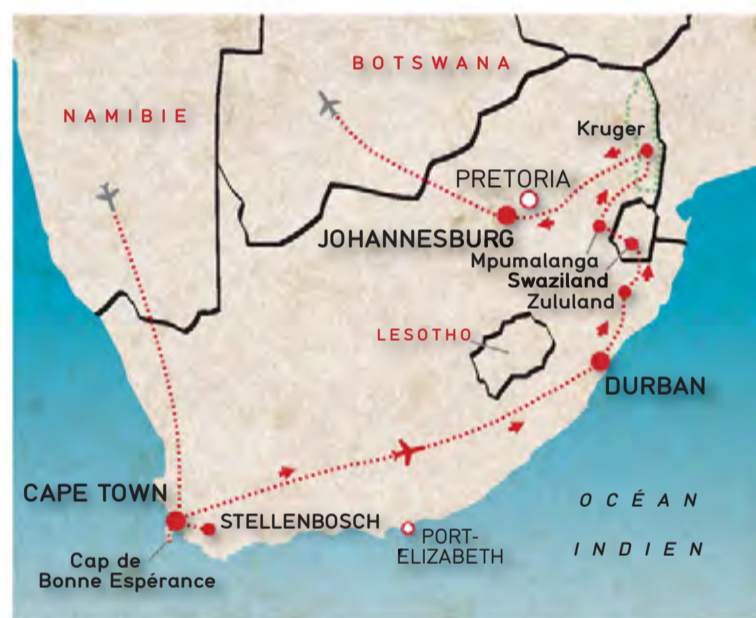 BOTSWANA
NAMIBIE
Kruger
PRETORIA
JOHANNESBURG
Mpumalanga
Swaziland
Zululand
LESOTHO
DURBAN
CAPE TOWN
STELLENBOSCH
Cap de
Bonne Espérance
PORT-
ELIZABETH
OCÉAN
INDIEN